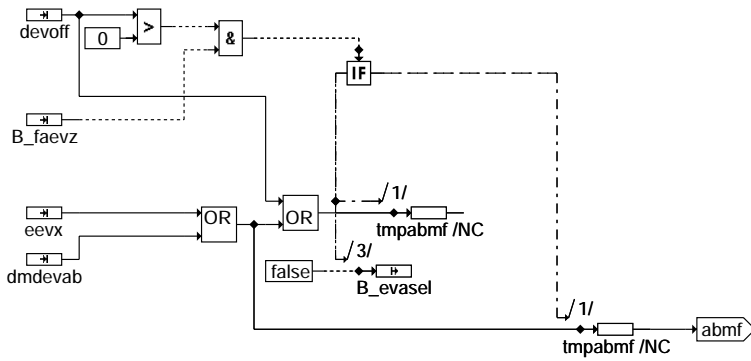 devoff
0
>
&
IF
B_faevz
1/
OR
OR
eevx
tmpabmf /NC
3/
dmdevab
false
B_evasel
1/
abmf
tmpabmf /NC